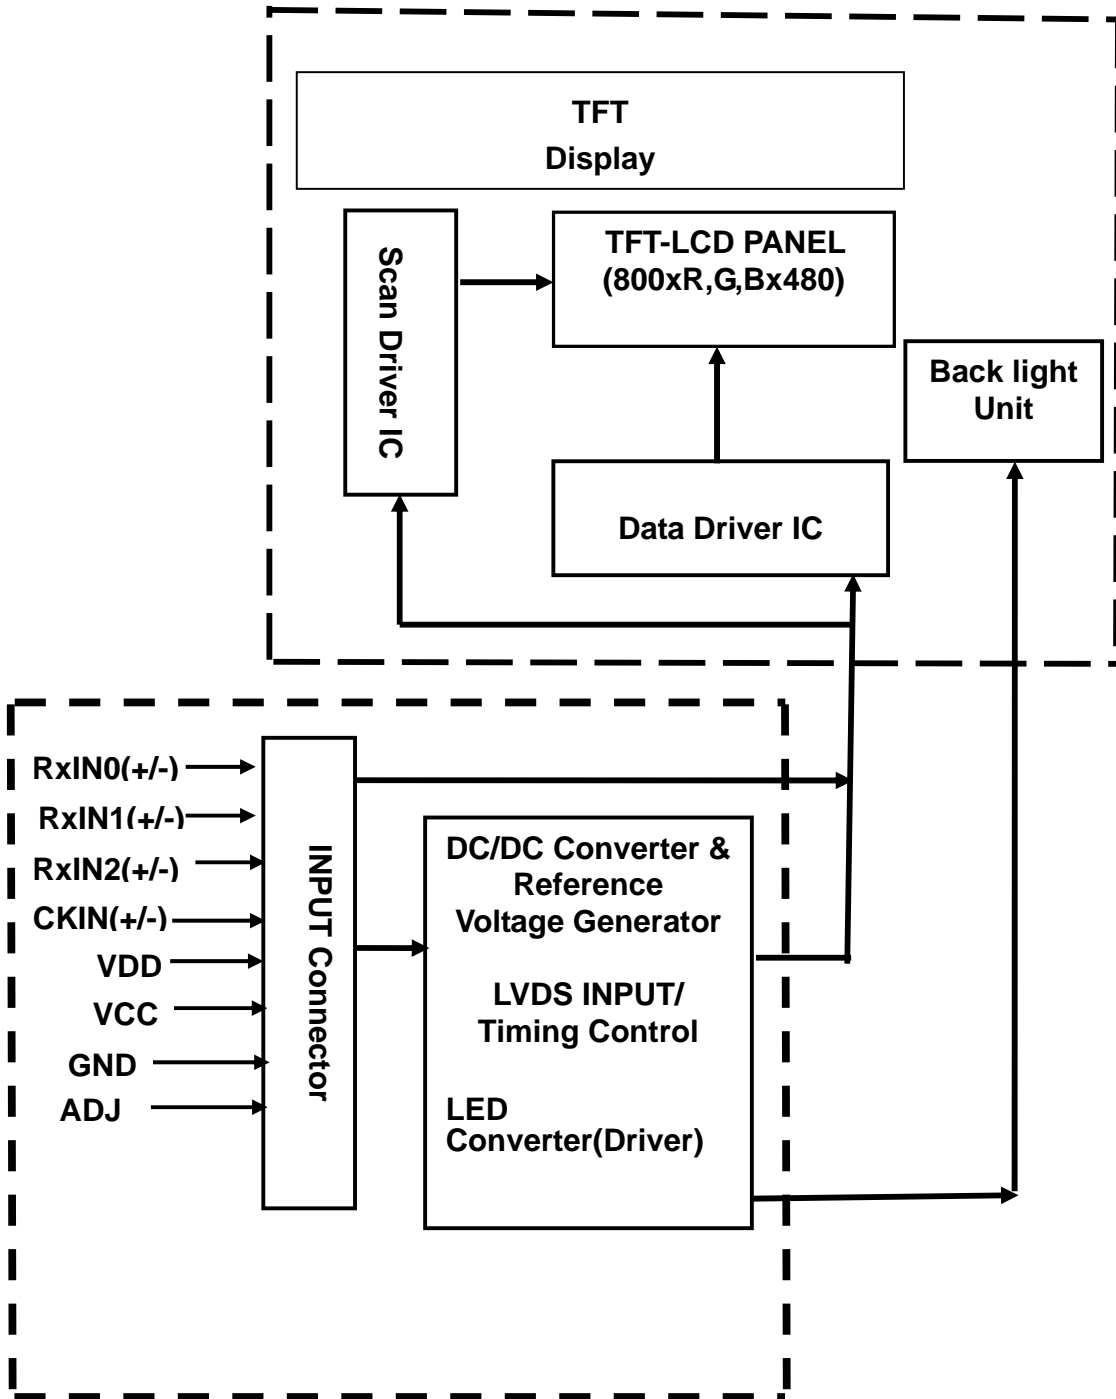 TFT
Display
TFT-LCD PANEL
(800xR,G,Bx480)
Scan Driver IC
Back light
Unit
Data Driver IC
RxIN0(+/-)
RxIN1(+/-)
RxIN2(+/-)
CKIN(+/-)
VDD
VCC
GND
ADJ
INPUT Connector
DC/DC Converter &
Reference
Voltage Generator
LVDS INPUT/
Timing Control
LED
Converter(Driver)